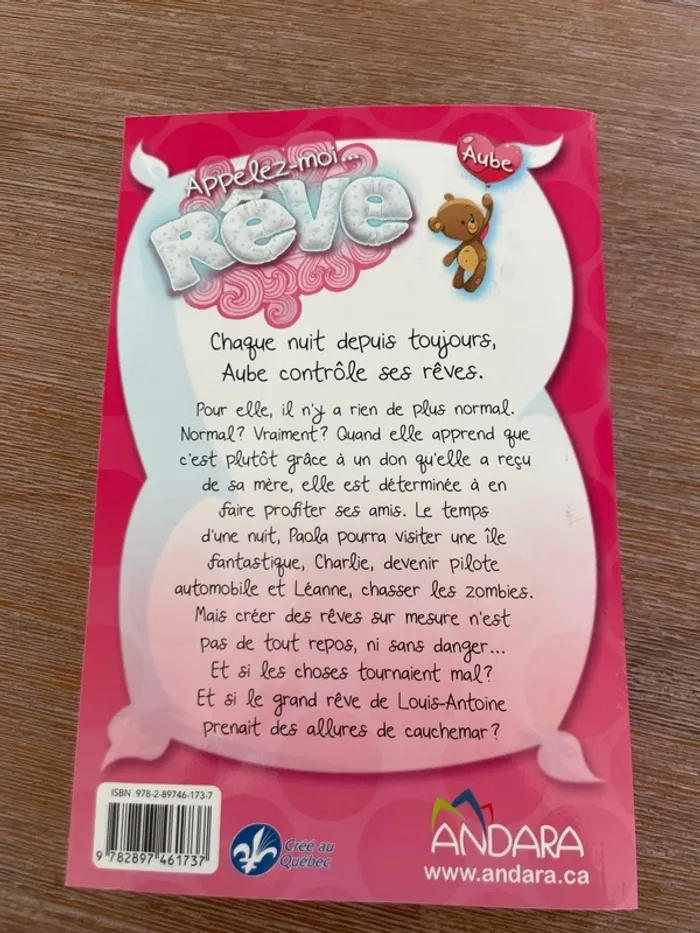 Appelez-moi...
Rêve
Aube
Chaque nuit depuis toujours,
Aube contrôle ses rêves.
Pour elle, il n'y a rien de plus normal.
Normal? Vraiment? Quand elle apprend que
c'est plutôt grâce à un don qu'elle a reçu
de sa mère, elle est déterminée à en
faire profiter ses amis. Le temps
d'une nuit, Paola pourra visiter une île
fantastique, Charlie, devenir pilote
automobile et Léanne, chasser les zombies.
Mais créer des rêves sur mesure n'est
pas de tout repos, ni sans danger...
Et si les choses tournaient mal?
Et si le grand rêve de Louis-Antoine
prenait des allures de cauchemar?
ISBN 978-2-89746-173-7
9 782897 461737
Créé au
Québec
ANDARA
www.andara.ca